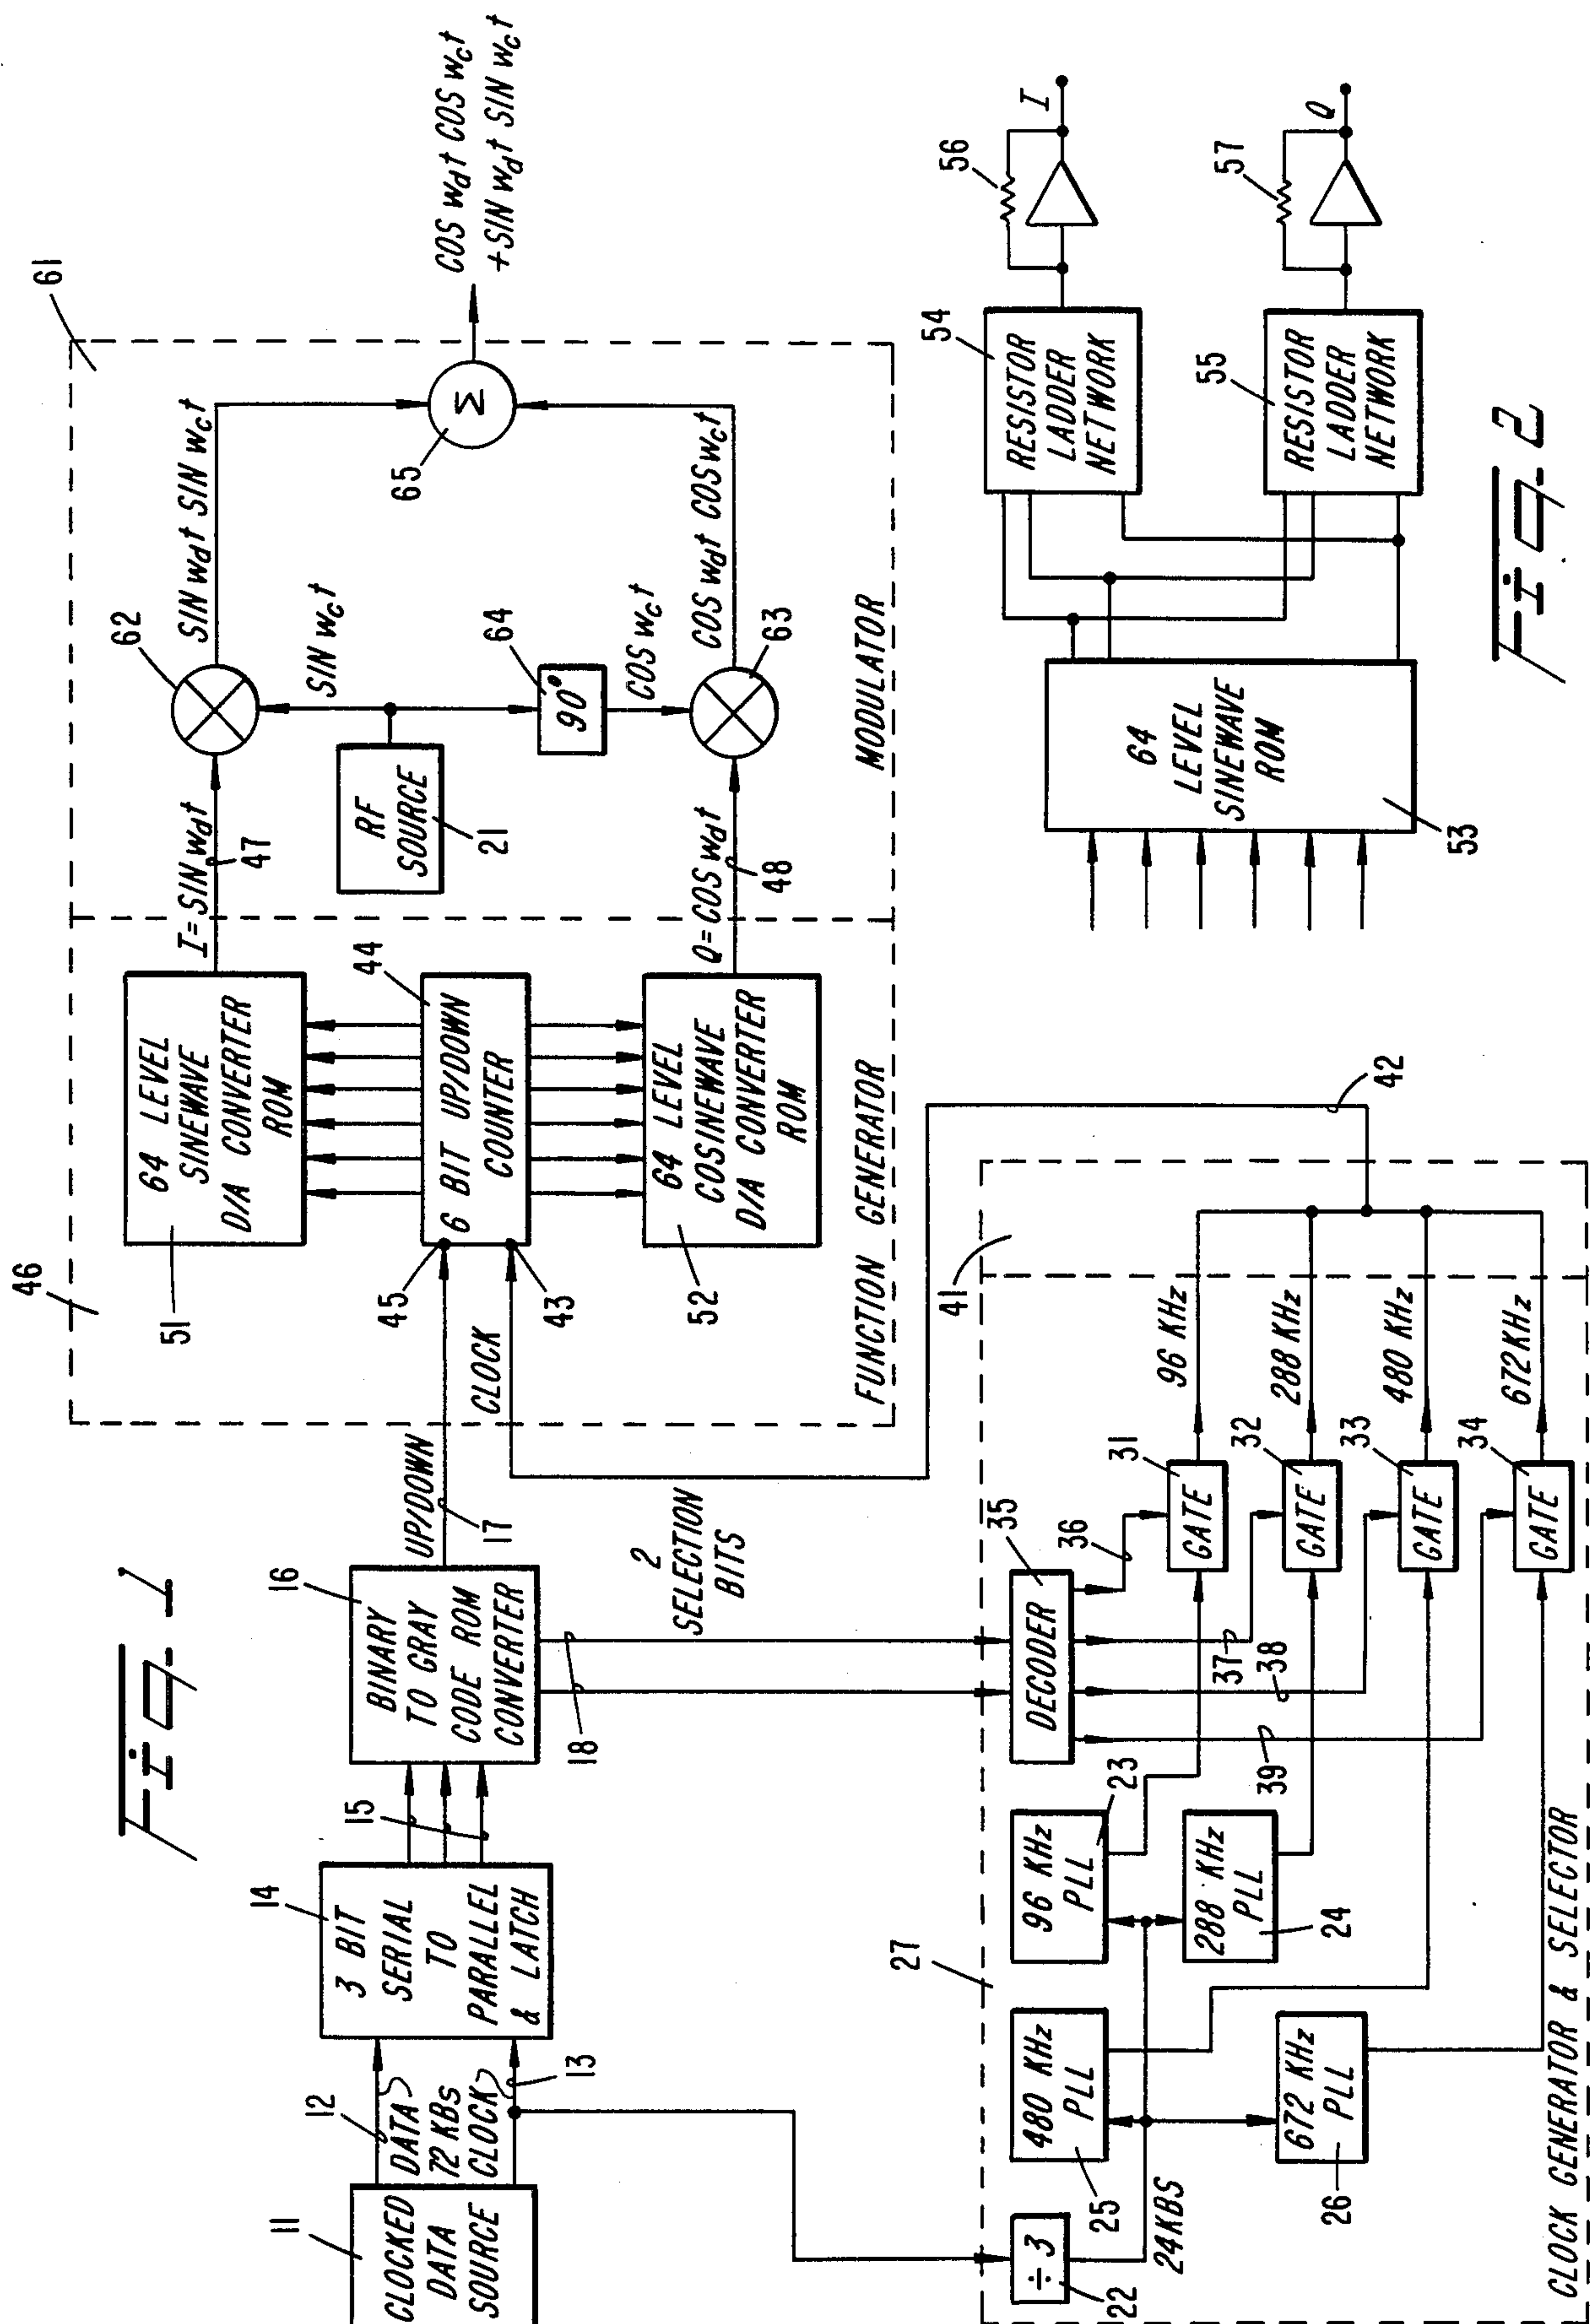 Fig. 1
11
CLOCKED
DATA
SOURCE
12
DATA
72 KBs
CLOCK
13
14
3 BIT
SERIAL
TO
PARALLEL
& LATCH
15
16
BINARY
TO GRAY
CODE ROM
CONVERTER
UP/DOWN
17
18
2
SELECTION
BITS
CLOCK
46
45
43
51
64 LEVEL
SINEWAVE
D/A CONVERTER
ROM
44
6 BIT UP/DOWN
COUNTER
52
64 LEVEL
COSINEWAVE
D/A CONVERTER
ROM
FUNCTION GENERATOR
I = SIN wdt
47
Q = COS wdt
48
RF
SOURCE
21
62
SIN wct
64
90°
COS wct
63
SIN wdt SIN wct
COS wdt COS wct
MODULATOR
65
Σ
61
COS wdt COS wct
+SIN wdt SIN wct
÷ 3
22
24KBS
27
480 KHz
PLL
25
96 KHz
PLL
23
672 KHz
PLL
26
288 KHz
PLL
24
DECODER
35
36
37
38
39
GATE
31
GATE
32
GATE
33
GATE
34
96 KHz
288 KHz
480 KHz
672KHz
41
42
CLOCK GENERATOR & SELECTOR
Fig. 2
64
LEVEL
SINEWAVE
ROM
53
54
RESISTOR
LADDER
NETWORK
55
RESISTOR
LADDER
NETWORK
56
I
57
Q